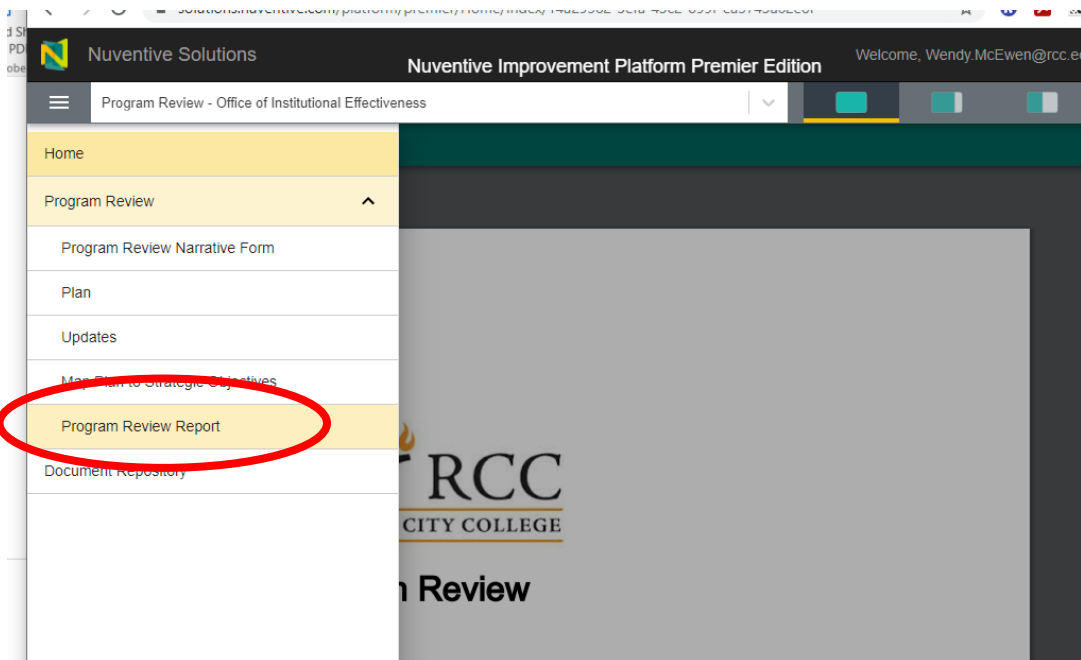 Nuventive Solutions
Nuventive Improvement Platform Premier Edition
Welcome, Wendy.McEwen@rcc.e
Program Review - Office of Institutional Effectiveness
Home
Program Review
Program Review Narrative Form
Plan
Updates
Map Plan to Strategic Objectives
Program Review Report
Document Repository
RCC
CITY COLLEGE
Review